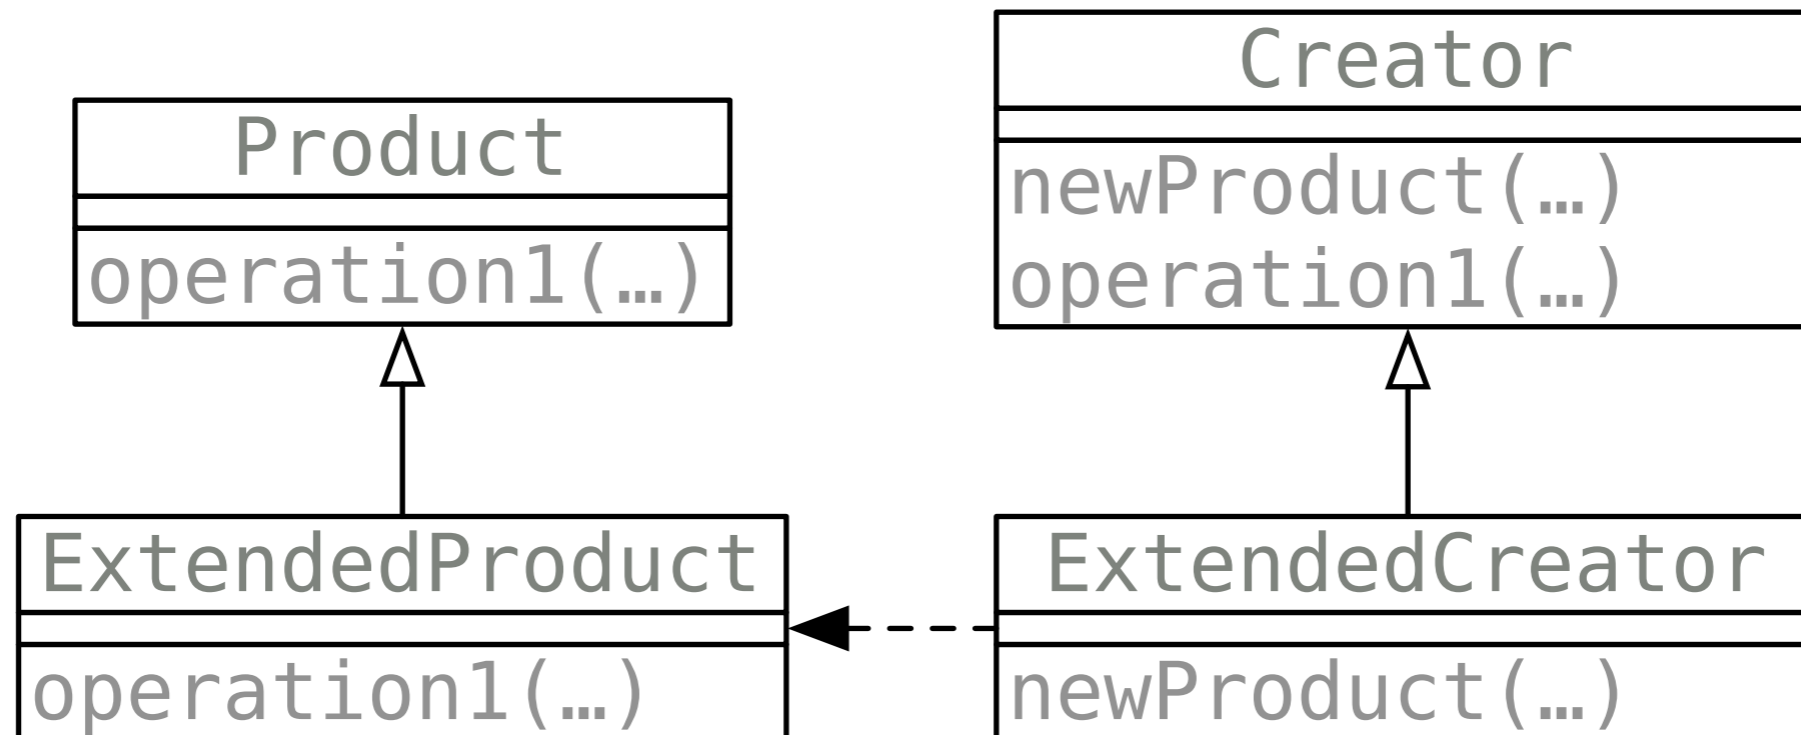 Product
operation1(…)
Creator
newProduct(…)
operation1(…)
ExtendedProduct
operation1(…)
ExtendedCreator
newProduct(…)